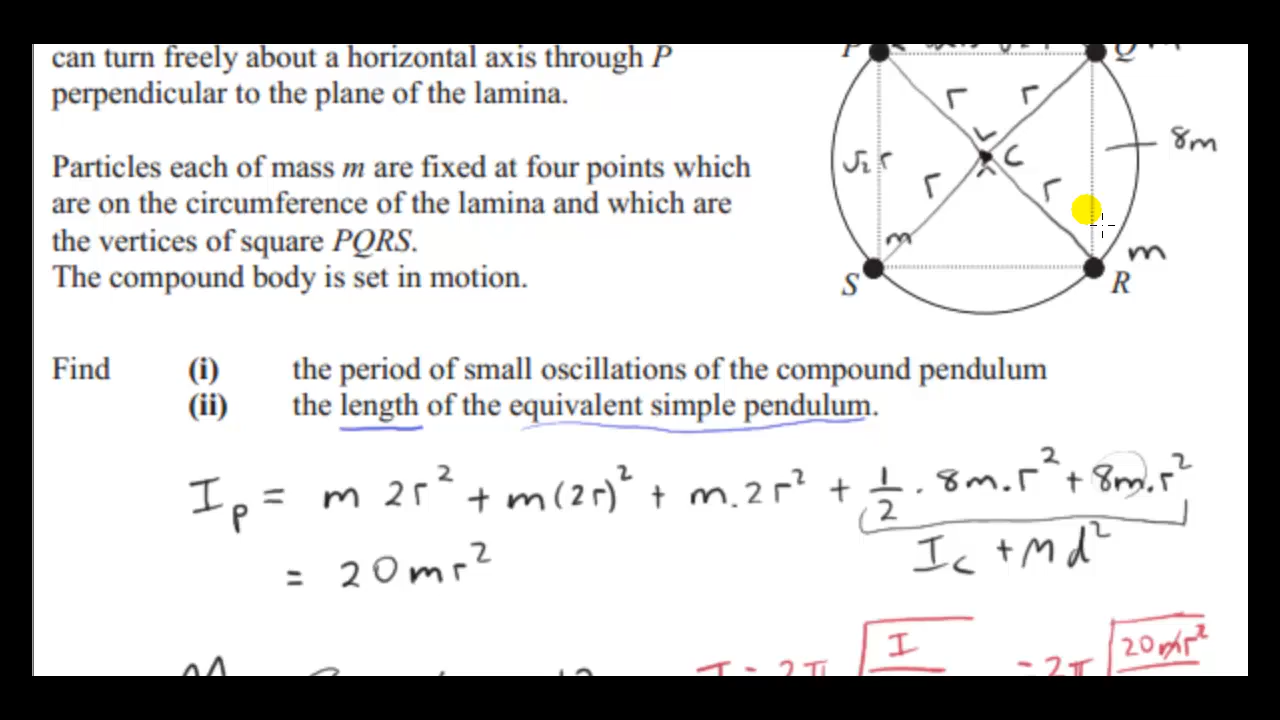 can turn freely about a horizontal axis through P
perpendicular to the plane of the lamina.
Particles each of mass m are fixed at four points which
are on the circumference of the lamina and which are
the vertices of square PQRS.
The compound body is set in motion.
P
Q
r r
C
8m
√2 r
r r
m
m
S
R
Find (i) the period of small oscillations of the compound pendulum
(ii) the length of the equivalent simple pendulum.
I_P = m 2r² + m(2r)² + m.2r² + 1/2 . 8m.r² + 8m.r²
I_C + Md²
= 20mr²
I
= 2π √20mr²